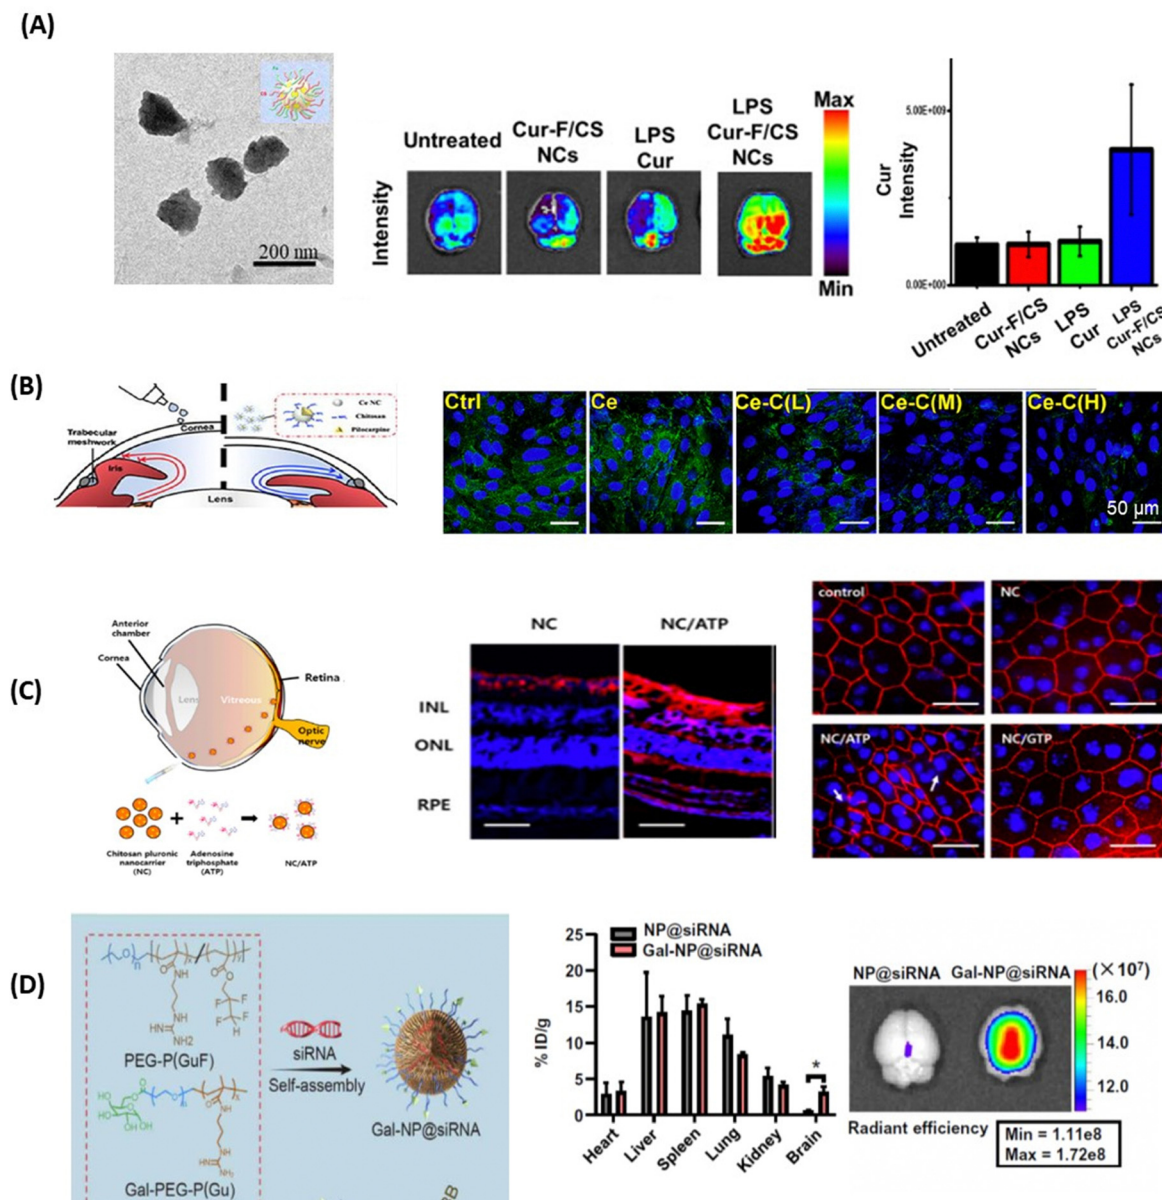 (A)
200 nm
Untreated
Cur-F/CS
NCs
LPS
Cur
LPS
Cur-F/CS
NCs
Intensity
Max
Min
Cur
Intensity
5.00E+009
0.00E+000
Untreated
Cur-F/CS
NCs
LPS
Cur
LPS
Cur-F/CS
NCs
(B)
Trabecular
meshwork
Cornea
Iris
Lens
Ce NC
Chitosan
Pilocarpine
Ctrl
Ce
Ce-C(L)
Ce-C(M)
Ce-C(H)
50 μm
(C)
Anterior
chamber
Cornea
Lens
Vitreous
Retina
Optic
nerve
Chitosan pluronic
nanocarrier
(NC)
Adenosine
triphosphate
(ATP)
NC/ATP
NC
NC/ATP
INL
ONL
RPE
control
NC
NC/ATP
NC/GTP
(D)
PEG-P(GuF)
Gal-PEG-P(Gu)
siRNA
Self-assembly
Gal-NP@siRNA
% ID/g
25
20
15
10
5
0
NP@siRNA
Gal-NP@siRNA
*
Heart
Liver
Spleen
Lung
Kidney
Brain
NP@siRNA
Gal-NP@siRNA
(×10⁷)
16.0
14.0
12.0
Radiant efficiency
Min = 1.11e8
Max = 1.72e8